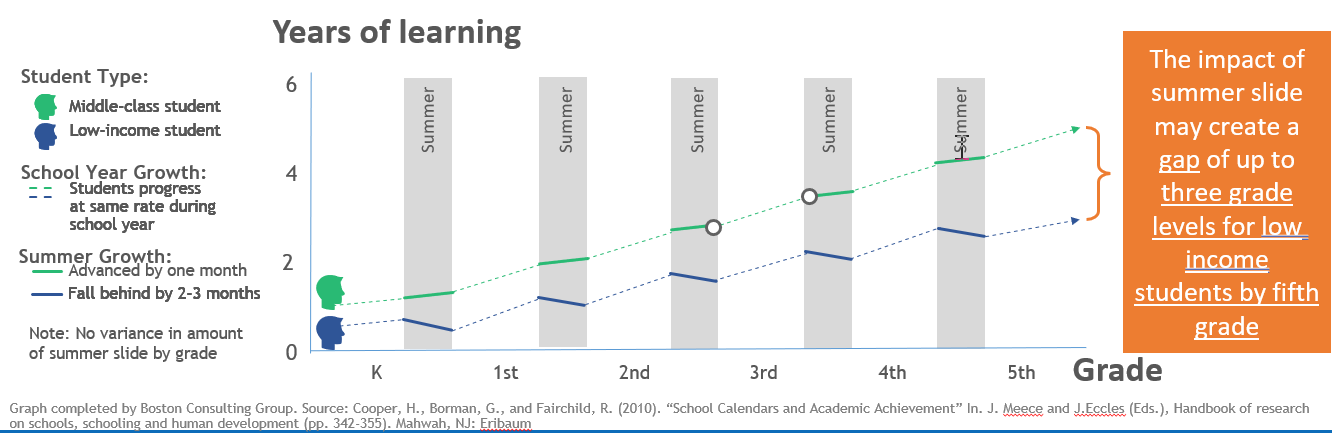 Years of learning
Student Type:
Middle-class student
Low-income student
School Year Growth:
Students progress
at same rate during
school year
Summer Growth:
Advanced by one month
Fall behind by 2-3 months
Note: No variance in amount
of summer slide by grade
6
4
2
0
Summer
Summer
Summer
Summer
Summer
K
1st
2nd
3rd
4th
5th
Grade
The impact of
summer slide
may create a
gap of up to
three grade
levels for low
income
students by fifth
grade
Graph completed by Boston Consulting Group. Source: Cooper, H., Borman, G., and Fairchild, R. (2010). “School Calendars and Academic Achievement” In. J. Meece and J.Eccles (Eds.), Handbook of research
on schools, schooling and human development (pp. 342-355). Mahwah, NJ: Eribaum